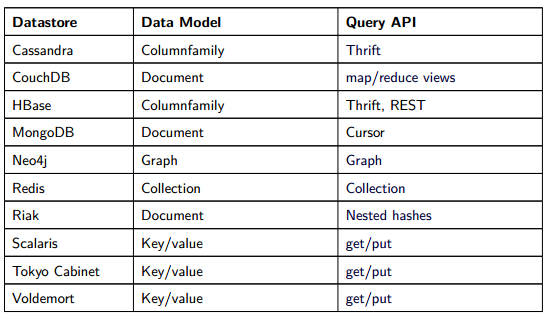 Datastore Data Model Query API
Cassandra Columnfamily Thrift
CouchDB Document map/reduce views
HBase Columnfamily Thrift, REST
MongoDB Document Cursor
Neo4j Graph Graph
Redis Collection Collection
Riak Document Nested hashes
Scalaris Key/value get/put
Tokyo Cabinet Key/value get/put
Voldemort Key/value get/put